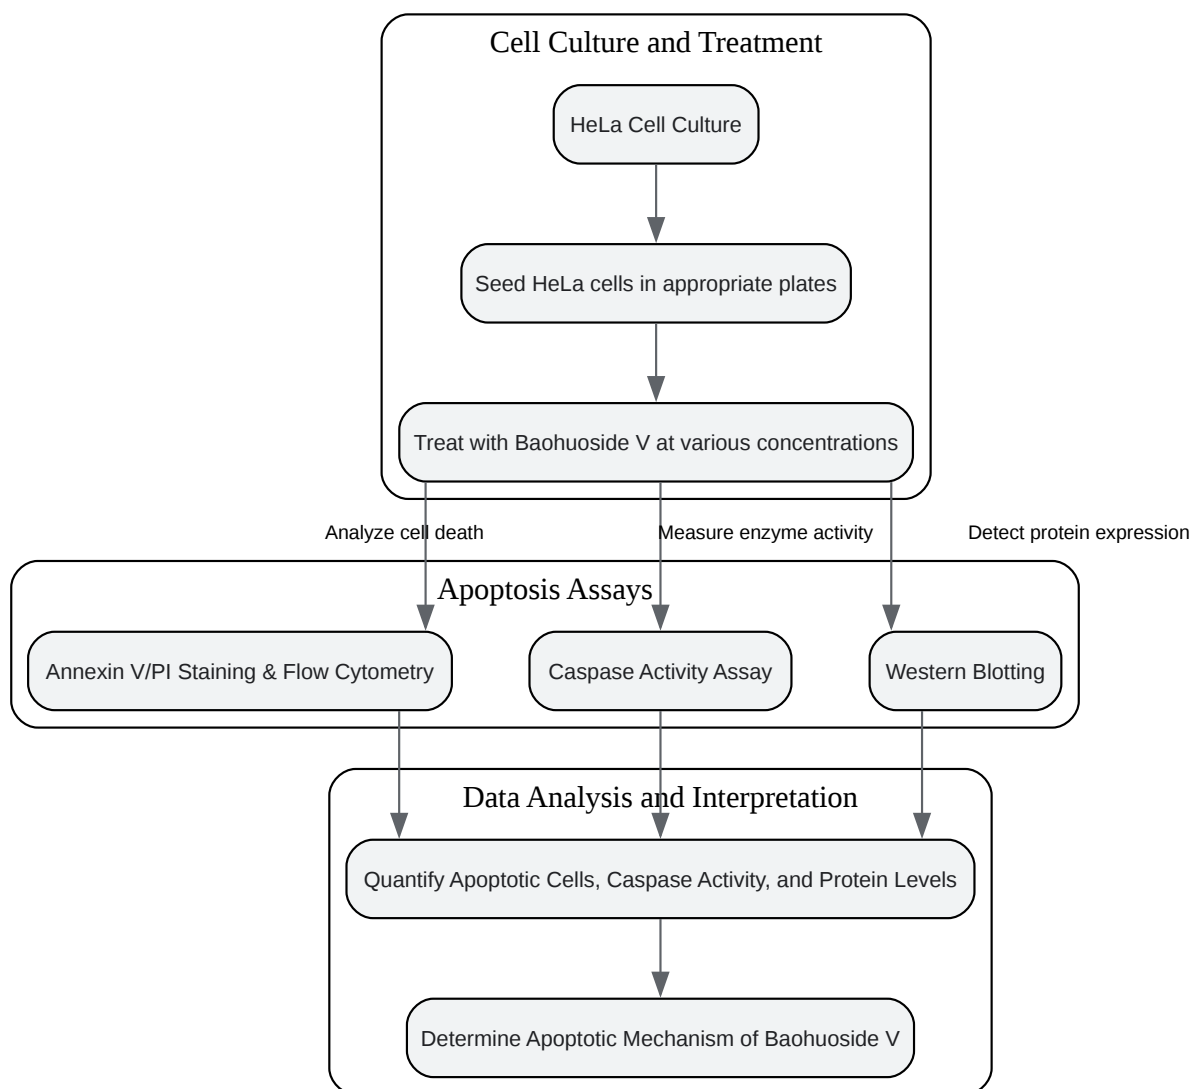 Cell Culture and Treatment
HeLa Cell Culture
Seed HeLa cells in appropriate plates
Treat with Baohuoside V at various concentrations
Analyze cell death
Measure enzyme activity
Detect protein expression
Apoptosis Assays
Annexin V/PI Staining & Flow Cytometry
Caspase Activity Assay
Western Blotting
Data Analysis and Interpretation
Quantify Apoptotic Cells, Caspase Activity, and Protein Levels
Determine Apoptotic Mechanism of Baohuoside V